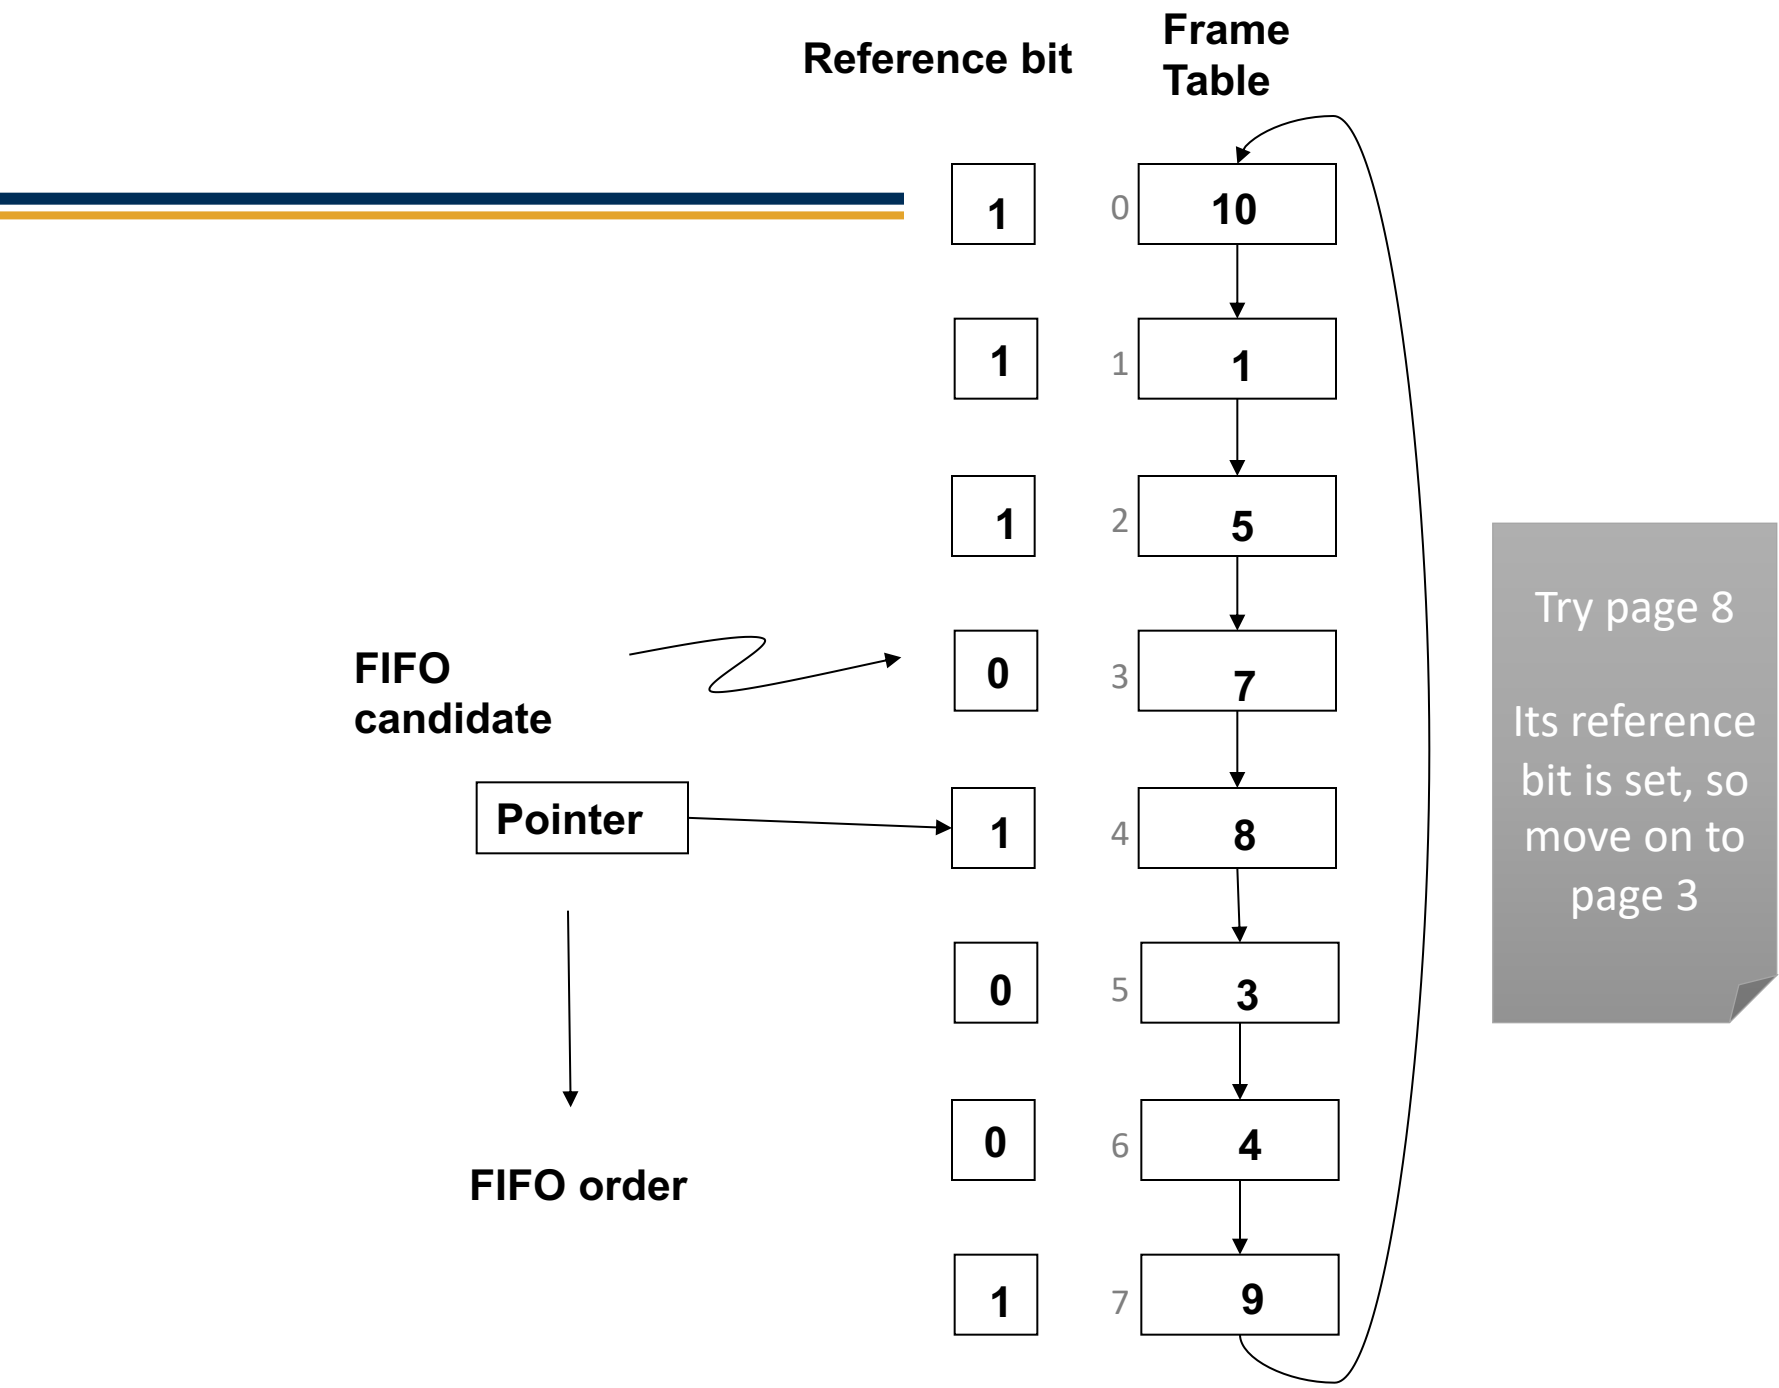 Reference bit
Frame
Table
1
0
10
1
1
1
1
2
5
FIFO
candidate
0
3
7
Pointer
1
4
8
0
5
3
0
6
4
FIFO order
1
7
9
Try page 8
Its reference
bit is set, so
move on to
page 3